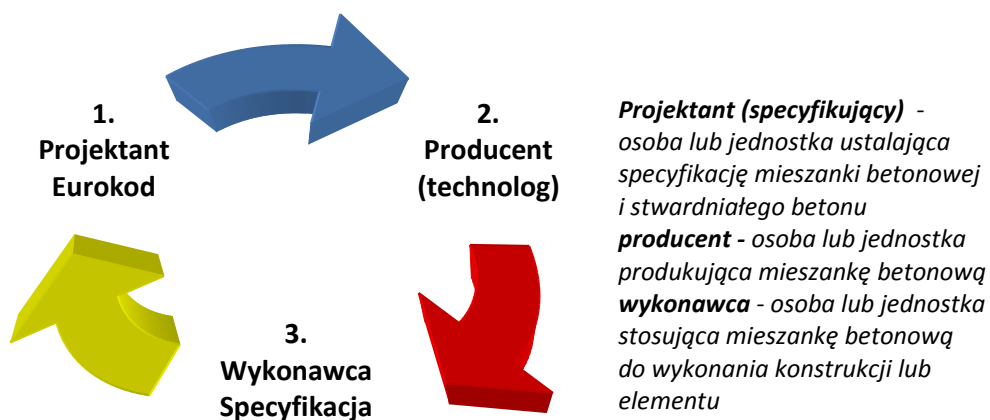 1.
Projektant
Eurokod
2.
Producent
(technolog)
3.
Wykonawca
Specyfikacja
Projektant (specyfikujący) -
osoba lub jednostka ustalająca
specyfikację mieszanki betonowej
i stwardniałego betonu
producent - osoba lub jednostka
produkująca mieszankę betonową
wykonawca - osoba lub jednostka
stosująca mieszankę betonową
do wykonania konstrukcji lub
elementu